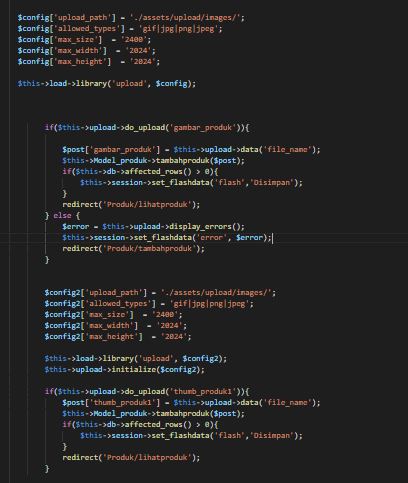 $config['upload_path'] = './assets/upload/images/';
$config['allowed_types'] = 'gif|jpg|png|jpeg';
$config['max_size']  = '2400';
$config['max_width']  = '2024';
$config['max_height']  = '2024';
$this->load->library('upload', $config);
if($this->upload->do_upload('gambar_produk')){
$post['gambar_produk'] = $this->upload->data('file_name');
$this->Model_produk->tambahproduk($post);
if($this->db->affected_rows() > 0){
$this->session->set_flashdata('flash','Disimpan');
}
redirect('Produk/lihatproduk');
} else {
$error = $this->upload->display_errors();
$this->session->set_flashdata('error', $error);
redirect('Produk/tambahproduk');
}
$config2['upload_path'] = './assets/upload/images/';
$config2['allowed_types'] = 'gif|jpg|png|jpeg';
$config2['max_size']  = '2400';
$config2['max_width']  = '2024';
$config2['max_height']  = '2024';
$this->load->library('upload', $config2);
$this->upload->initialize($config2);
if($this->upload->do_upload('thumb_produk1')){
$post['thumb_produk1'] = $this->upload->data('file_name');
$this->Model_produk->tambahproduk($post);
if($this->db->affected_rows() > 0){
$this->session->set_flashdata('flash','Disimpan');
}
redirect('Produk/lihatproduk');
}